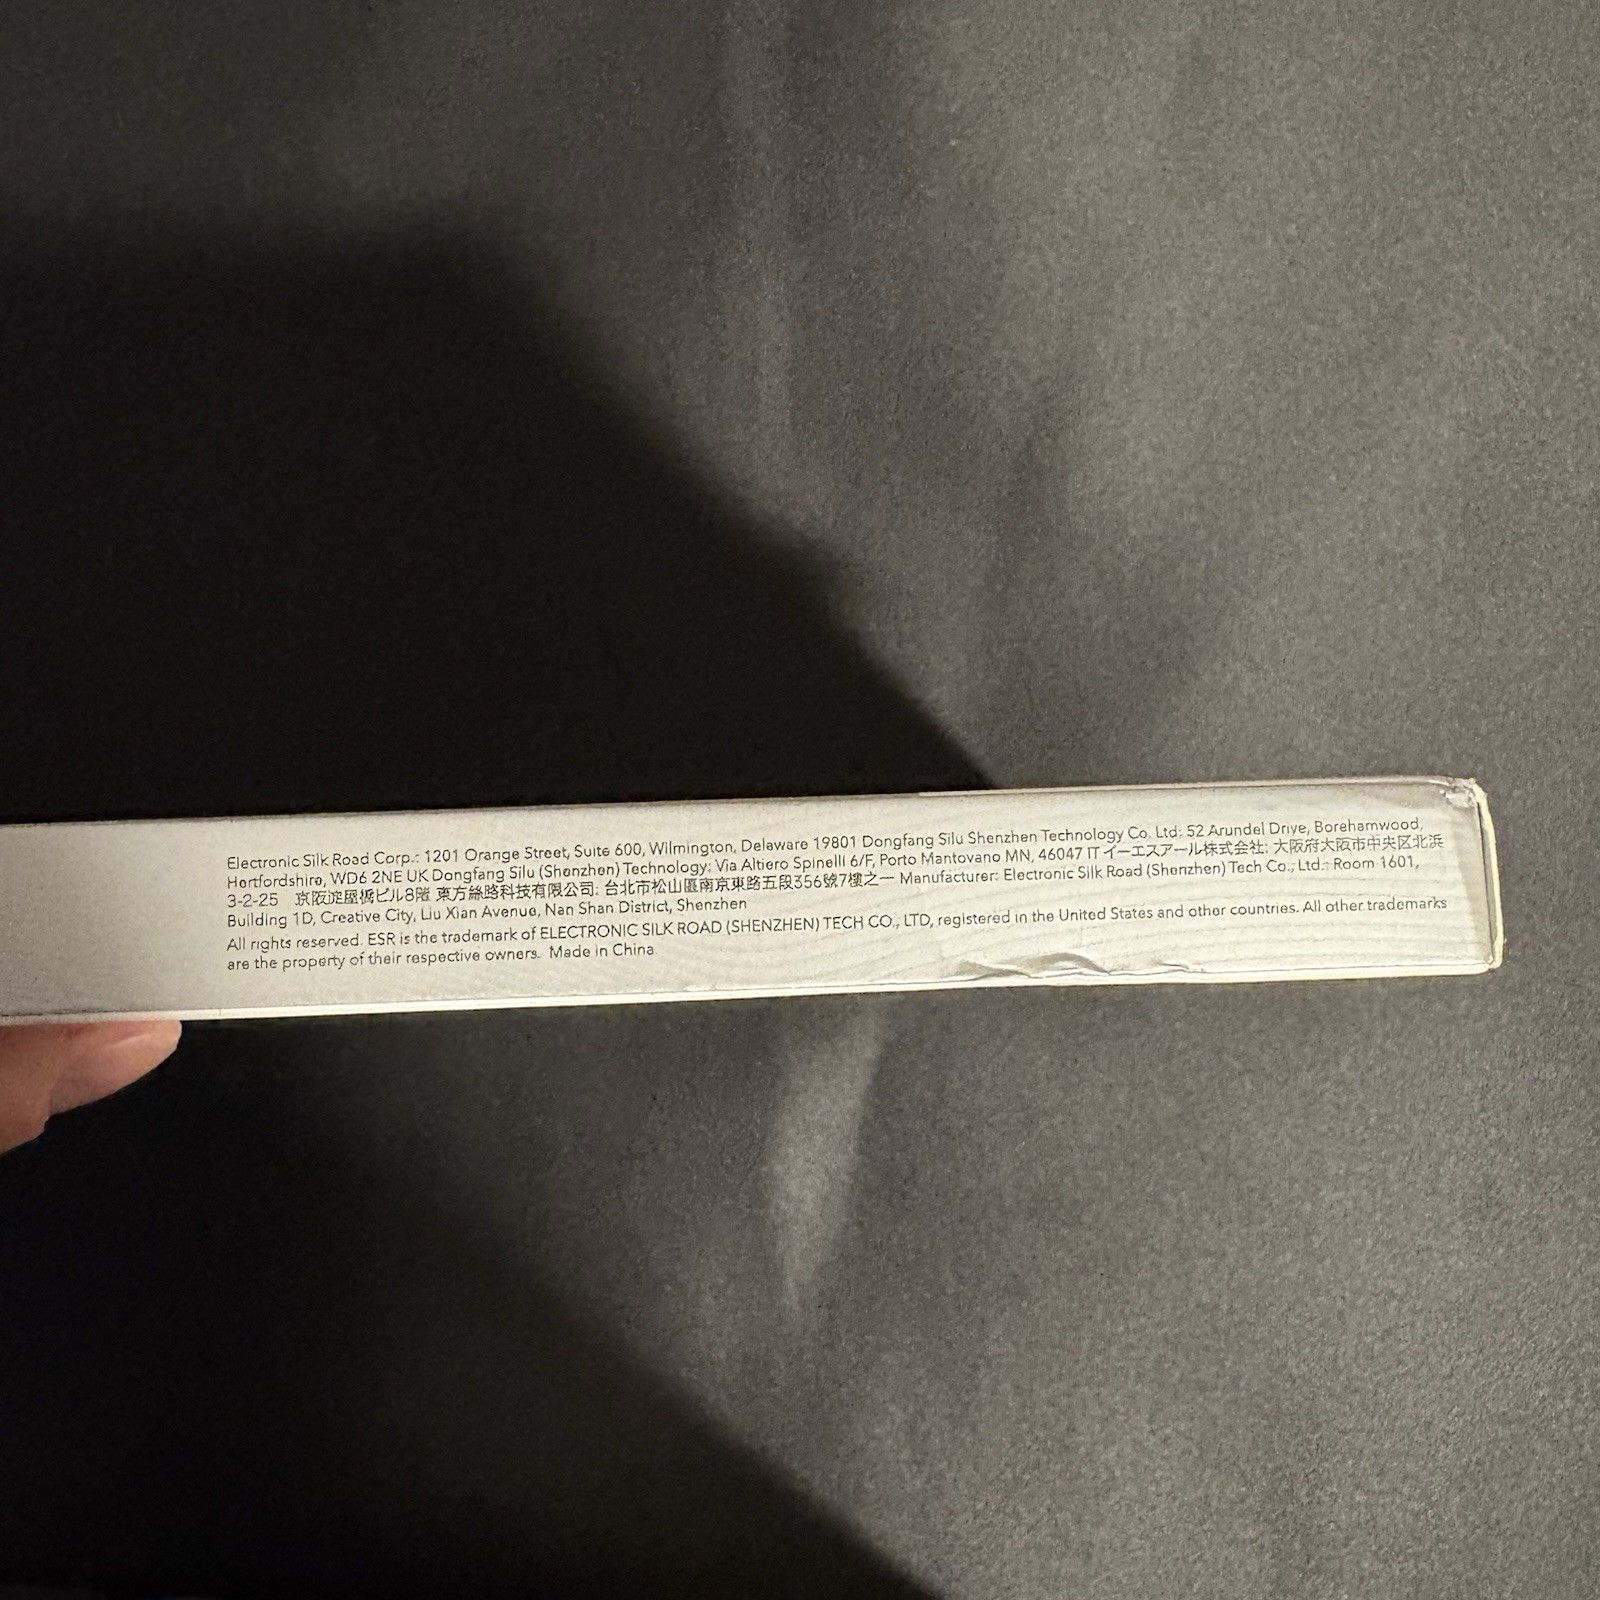 Electronic Silk Road Corp.: 1201 Orange Street, Suite 600, Wilmington, Delaware 19801 Dongfang Silu Shenzhen Technology Co. Ltd: 52 Arundel Drive, Borehamwood,
Hertfordshire, WD6 2NE UK Dongfang Silu (Shenzhen) Technology: Via Altiero Spinelli 6/F, Porto Mantovano MN, 46047 IT イーエスアール株式会社: 大阪府大阪市中央区北浜
3-2-25 京阪淀屋橋ビル8階 東方絲路科技有限公司: 台北市松山區南京東路五段356號7樓之一 Manufacturer: Electronic Silk Road (Shenzhen) Tech Co., Ltd.: Room 1601,
Building 1D, Creative City, Liu Xian Avenue, Nan Shan District, Shenzhen
All rights reserved. ESR is the trademark of ELECTRONIC SILK ROAD (SHENZHEN) TECH CO., LTD, registered in the United States and other countries. All other trademarks
are the property of their respective owners. Made in China.